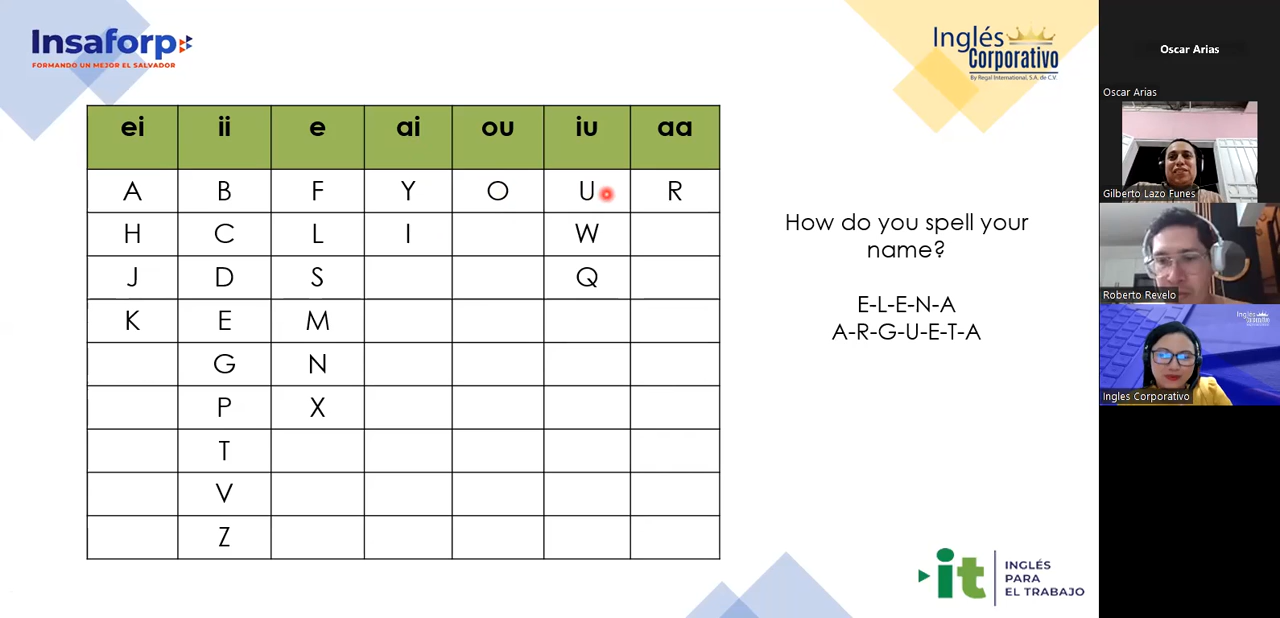 Insaforp
FORMANDO UN MEJOR EL SALVADOR
Inglés
Corporativo
By Regal International, S.A. de C.V.
ei ii e ai ou iu aa
A B F Y O U R
H C L I W
J D S Q
K E M
G N
P X
T
V
Z
How do you spell your
name?
E-L-E-N-A
A-R-G-U-E-T-A
it
INGLÉS
PARA
EL TRABAJO
Oscar Arias
Oscar Arias
Gilberto Lazo Funes
Roberto Revelo
Inglés
Ingles Corporativo